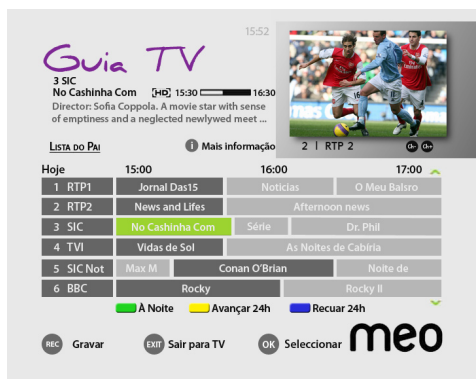 15:52
Guia TV
3 SIC
No Cashinha Com HD 15:30 16:30
Director: Sofia Coppola. A movie star with sense
of emptiness and a neglected newlywed meet ...
Lista do Pai i Mais informação
2 | RTP 2 Ch- Ch+
Hoje 15:00 16:00 17:00
1 RTP1 Jornal Das15 Noticias O Meu Balsro
2 RTP2 News and Lifes Afternoon news
3 SIC No Cashinha Com Série Dr. Phil
4 TVI Vidas de Sol As Noites de Cabíria
5 SIC Not Max M Conan O'Brian Noite de
6 BBC Rocky Rocky II
À Noite Avançar 24h Recuar 24h
REC Gravar EXIT Sair para TV OK Seleccionar meo